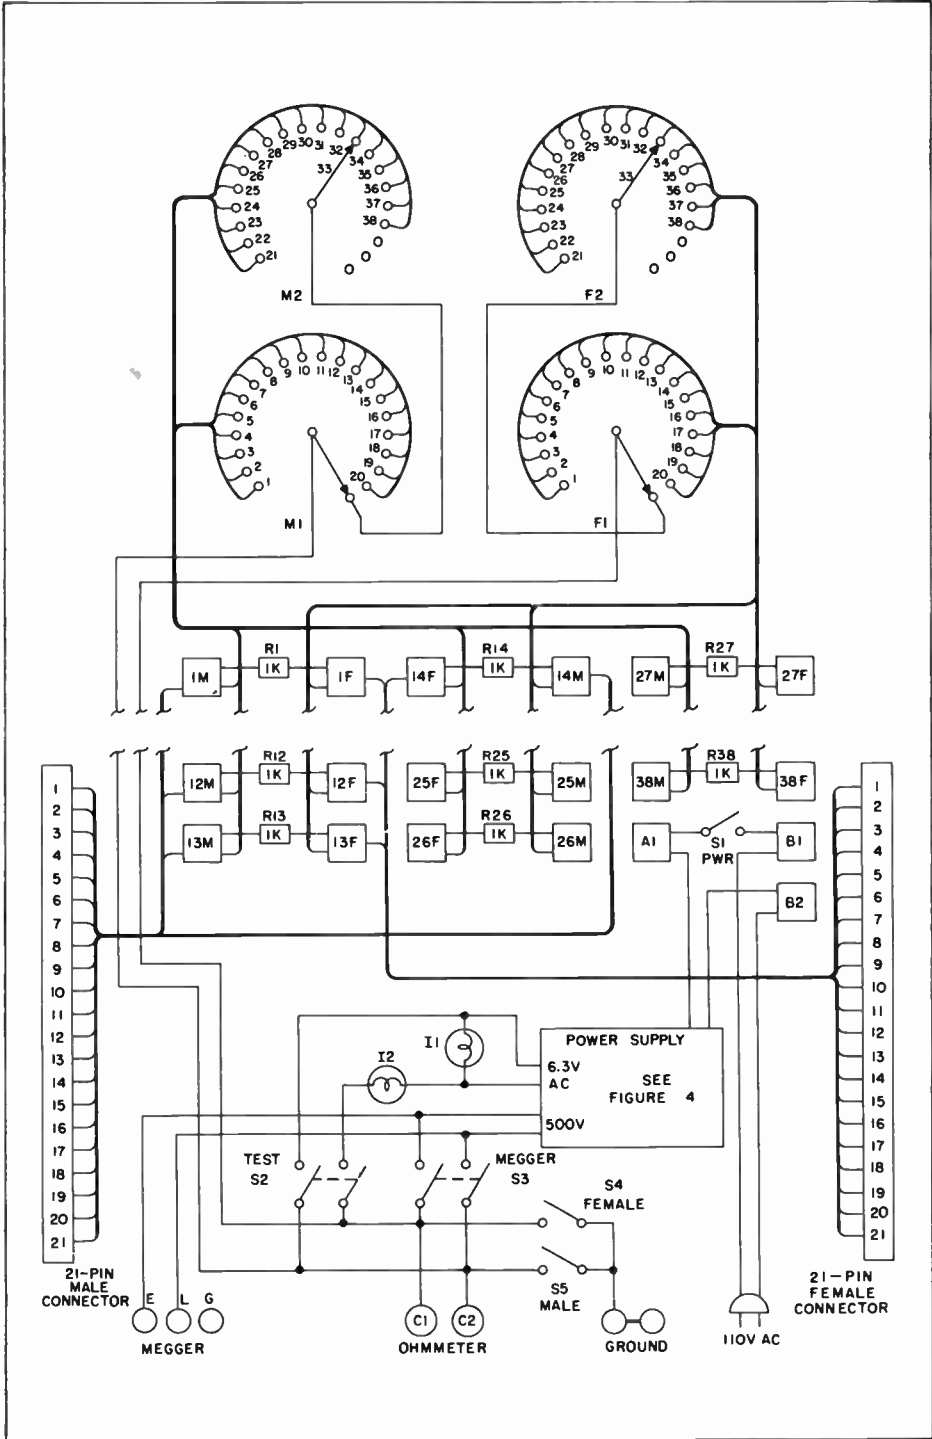 29 30 31 32
28 34
27 33 35
26 36
25 37
24 38
23
22
21
M2
30 31 32
29 34
28 33 35
27 36
26 37
25 38
24
23
22
21
F2
8 9 10 11 12 13
7 14
6 15
5 16
4 17
3 18
2 19
1 20
M1
8 9 10 11 12 13
7 14
6 15
5 16
4 17
3 18
2 19
1 20
F1
R1 R14 R27
1M 1K 1F 14F 1K 14M 27M 1K 27F
R12 R25 R38
12M 1K 12F 25F 1K 25M 38M 1K 38F
R13 R26
13M 1K 13F 26F 1K 26M A1 S1 B1
PWR
B2
1
2
3
4
5
6
7
8
9
10
11
12
13
14
15
16
17
18
19
20
21
21-PIN
MALE
CONNECTOR
1
2
3
4
5
6
7
8
9
10
11
12
13
14
15
16
17
18
19
20
21
21-PIN
FEMALE
CONNECTOR
POWER SUPPLY
6.3V
AC
SEE
FIGURE 4
500V
I1
I2
TEST
S2
MEGGER
S3
S4
FEMALE
S5
MALE
E L G
MEGGER
C1 C2
OHMMETER
GROUND
110V AC